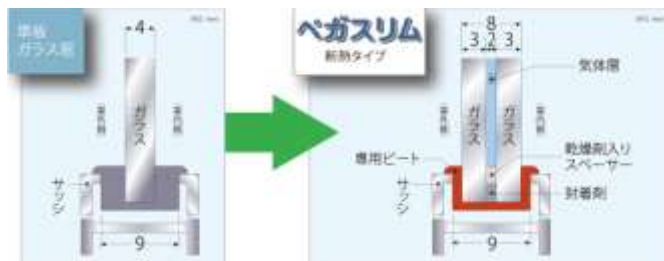 単板
ガラス板
4
ガラス
サッシ
9
ペガスリム
断熱タイプ
8
3 2 3
ガラス
ガラス
気体層
専用ビート
乾燥剤入り
スペーサー
封着剤
サッシ
9